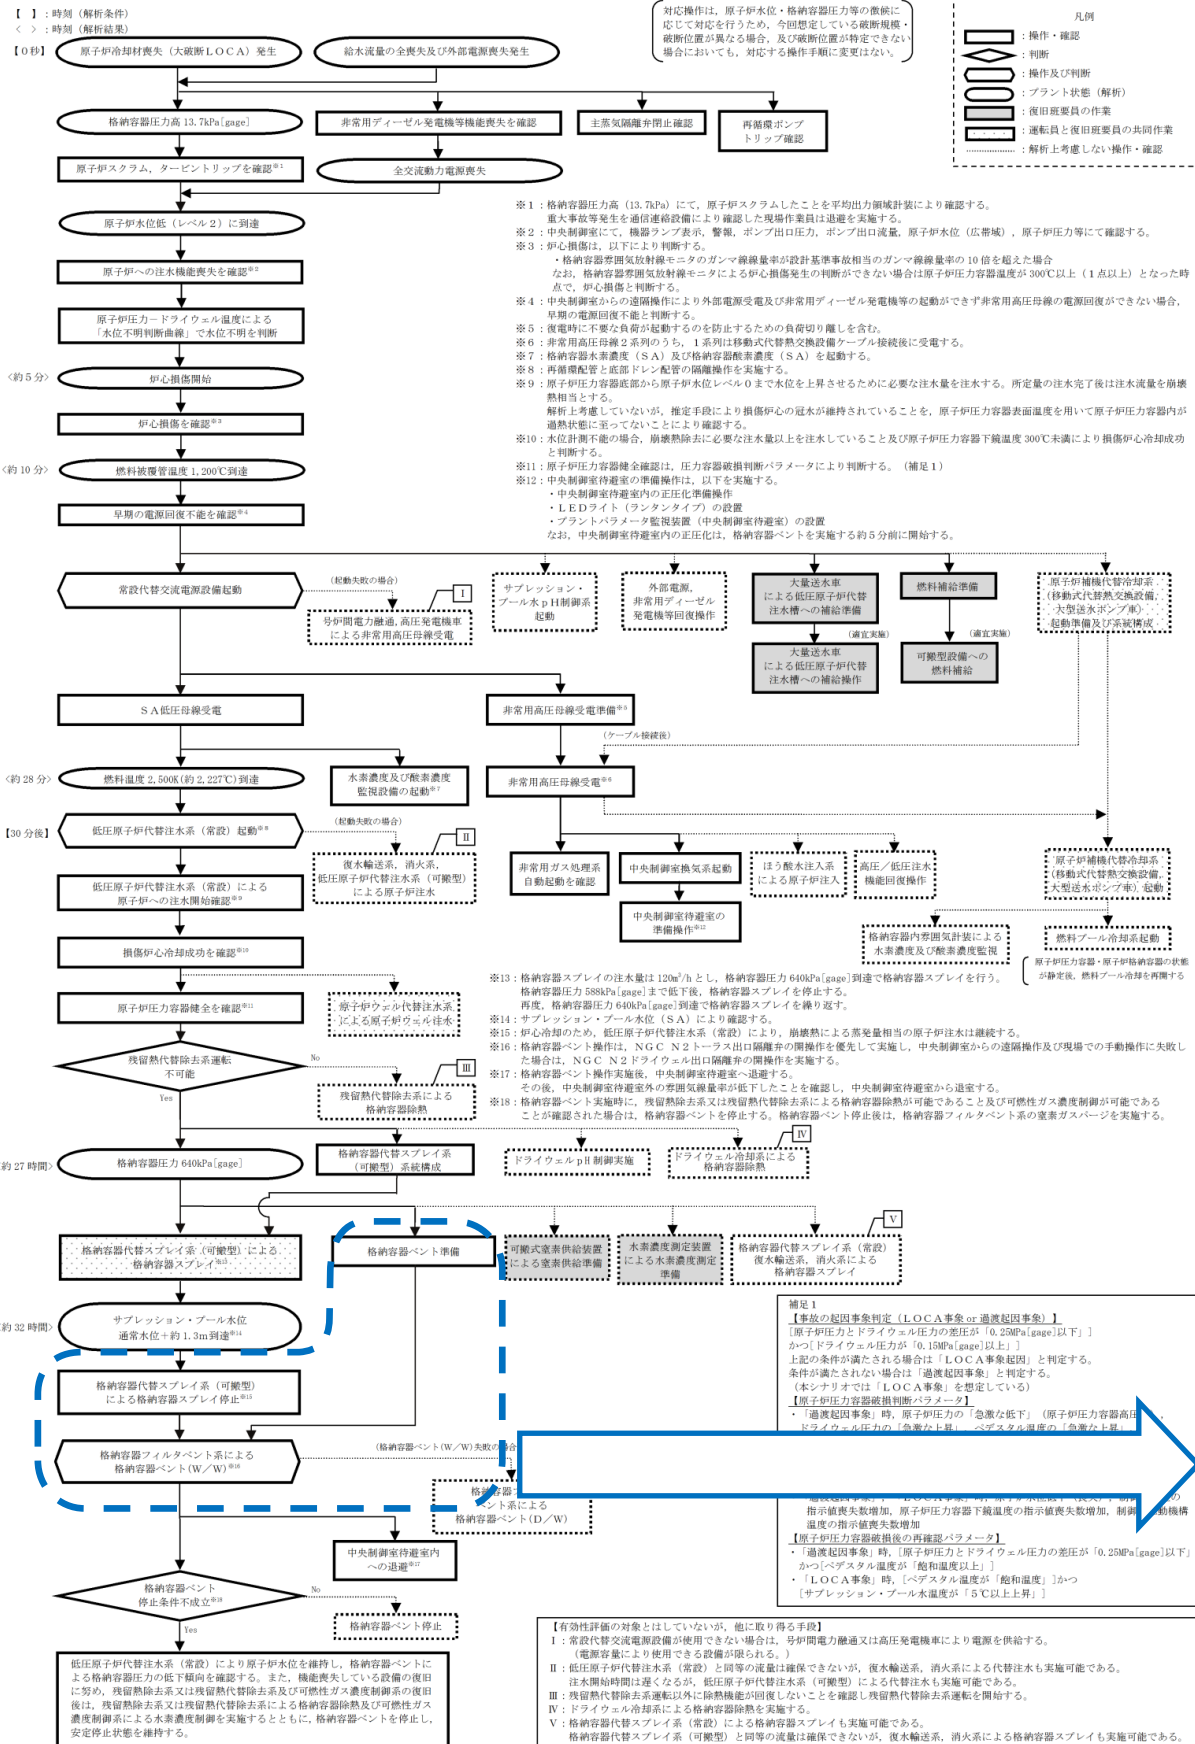 【 】：時刻（解析条件）
〈 〉：時刻（解析結果）
【0秒】
原子炉冷却材喪失（大破断ＬＯＣＡ）発生
給水流量の全喪失及び外部電源喪失発生
対応操作は，原子炉水位・格納容器圧力等の徴候に
応じて対応を行うため，今回想定している破断規模・
破断位置が異なる場合，及び破断位置が特定できない
場合においても，対応する操作手順に変更はない。
凡例
：操作・確認
：判断
：操作及び判断
：プラント状態（解析）
：復旧班要員の作業
：運転員と復旧班要員の共同作業
：解析上考慮しない操作・確認
格納容器圧力高 13.7kPa[gage]
非常用ディーゼル発電機等機能喪失を確認
主蒸気隔離弁閉止確認
再循環ポンプ
トリップ確認
原子炉スクラム，タービントリップを確認※1
全交流動力電源喪失
原子炉水位低（レベル２）に到達
原子炉への注水機能喪失を確認※2
原子炉圧力－ドライウェル温度による
「水位不明判断曲線」で水位不明を判断
〈約５分〉
炉心損傷開始
炉心損傷を確認※3
〈約10分〉
燃料被覆管温度 1,200℃到達
早期の電源回復不能を確認※4
※１：格納容器圧力高（13.7kPa）にて，原子炉スクラムしたことを平均出力領域計装により確認する。
重大事故等発生を通信連絡設備により確認した現場作業員は退避を実施する。
※２：中央制御室にて，機器ランプ表示，警報，ポンプ出口圧力，ポンプ出口流量，原子炉水位（広帯域），原子炉圧力等にて確認する。
※３：炉心損傷は，以下により判断する。
・格納容器雰囲気放射線モニタのガンマ線線量率が設計基準事故相当のガンマ線線量率の 10 倍を超えた場合
なお，格納容器雰囲気放射線モニタによる炉心損傷発生の判断ができない場合は原子炉圧力容器温度が 300℃以上（１点以上）となった時
点で，炉心損傷と判断する。
※４：中央制御室からの遠隔操作により外部電源受電及び非常用ディーゼル発電機等の起動ができず非常用高圧母線の電源回復ができない場合，
早期の電源回復不能と判断する。
※５：復電時に不要な負荷が起動するのを防止するための負荷切り離しを含む。
※６：非常用高圧母線２系列のうち，１系列は移動式代替熱交換設備ケーブル接続後に受電する。
※７：格納容器水素濃度（ＳＡ）及び格納容器酸素濃度（ＳＡ）を起動する。
※８：再循環配管と底部ドレン配管の隔離操作を実施する。
※９：原子炉圧力容器底部から原子炉水位レベル０まで水位を上昇させるために必要な注水量を注水する。所定量の注水完了後は注水流量を崩壊
熱相当とする。
解析上考慮していないが，推定手段により損傷炉心の冠水が維持されていることを，原子炉圧力容器表面温度を用いて原子炉圧力容器内が
過熱状態に至ってないことにより確認する。
※10：水位計測不能の場合，崩壊熱除去に必要な注水量以上を注水していること及び原子炉圧力容器下鏡温度 300℃未満により損傷炉心冷却成功
と判断する。
※11：原子炉圧力容器健全確認は，圧力容器破損判断パラメータにより判断する。（補足１）
※12：中央制御室待避室の準備操作は，以下を実施する。
・中央制御室待避室内の正圧化準備操作
・ＬＥＤライト（ランタンタイプ）の設置
・プラントパラメータ監視装置（中央制御室待避室）の設置
なお，中央制御室待避室内の正圧化は，格納容器ベントを実施する約５分前に開始する。
常設代替交流電源設備起動
（起動失敗の場合）
Ⅰ
号炉間電力融通，高圧発電機車
による非常用高圧母線受電
サプレッション・
プール水ｐＨ制御系
起動
外部電源，
非常用ディーゼル
発電機等回復操作
大量送水車
による低圧原子炉代替
注水槽への補給準備
燃料補給準備
原子炉補機代替冷却系
（移動式代替熱交換設備，
大型送水ポンプ車）
起動準備及び系統構成
（適宜実施）
（適宜実施）
大量送水車
による低圧原子炉代替
注水槽への補給操作
可搬型設備への
燃料補給
ＳＡ低圧母線受電
非常用高圧母線受電準備※5
（ケーブル接続後）
〈約28分〉
燃料温度 2,500K(約 2,227℃)到達
水素濃度及び酸素濃度
監視設備の起動※7
非常用高圧母線受電※6
【30分後】
低圧原子炉代替注水系（常設）起動※8
（起動失敗の場合）
Ⅱ
復水輸送系，消火系，
低圧原子炉代替注水系（可搬型）
による原子炉注水
非常用ガス処理系
自動起動を確認
中央制御室換気系起動
ほう酸水注入系
による原子炉注入
高圧／低圧注水
機能回復操作
原子炉補機代替冷却系
（移動式代替熱交換設備，
大型送水ポンプ車）起動
低圧原子炉代替注水系（常設）による
原子炉への注水開始確認※9
中央制御室待避室の
準備操作※12
格納容器内雰囲気計装による
水素濃度及び酸素濃度監視
燃料プール冷却系起動
損傷炉心冷却成功を確認※10
原子炉圧力容器・原子炉格納容器の状態
が静定後，燃料プール冷却を再開する
原子炉圧力容器健全を確認※11
原子炉ウェル代替注水系
による原子炉ウェル注水
※13：格納容器スプレイの注水量は 120m³/h とし，格納容器圧力 640kPa[gage]到達で格納容器スプレイを行う。
格納容器圧力 588kPa[gage]まで低下後，格納容器スプレイを停止する。
再度，格納容器圧力 640kPa[gage]到達で格納容器スプレイを繰り返す。
※14：サプレッション・プール水位（ＳＡ）により確認する。
※15：炉心冷却のため，低圧原子炉代替注水系（常設）により，崩壊熱による蒸発量相当の原子炉注水は継続する。
※16：格納容器ベント操作は，ＮＧＣ Ｎ２トーラス出口隔離弁の開操作を優先して実施し，中央制御室からの遠隔操作及び現場での手動操作に失敗し
た場合は，ＮＧＣ Ｎ２ドライウェル出口隔離弁の開操作を実施する。
※17：格納容器ベント操作実施後，中央制御室待避室へ退避する。
その後，中央制御室待避室外の雰囲気線量率が低下したことを確認し，中央制御室待避室から退室する。
※18：格納容器ベント実施時に，残留熱除去系又は残留熱代替除去系による格納容器除熱が可能であること及び可燃性ガス濃度制御が可能である
ことが確認された場合は，格納容器ベントを停止する。格納容器ベント停止後は，格納容器フィルタベント系の窒素ガスパージを実施する。
残留熱代替除去系運転
不可能
No
Yes
Ⅲ
残留熱代替除去系による
格納容器除熱
約27時間〉
格納容器圧力 640kPa[gage]
格納容器代替スプレイ系
（可搬型）系統構成
ドライウェルｐH制御実施
Ⅳ
ドライウェル冷却系による
格納容器除熱
格納容器代替スプレイ系（可搬型）による
格納容器スプレイ※13
格納容器ベント準備
可搬式窒素供給装置
による窒素供給準備
水素濃度測定装置
による水素濃度測定
準備
Ⅴ
格納容器代替スプレイ系（常設）
復水輸送系，消火系による
格納容器スプレイ
約32時間〉
サプレッション・プール水位
通常水位＋約 1.3m到達※14
格納容器代替スプレイ系（可搬型）
による格納容器スプレイ停止※15
格納容器フィルタベント系による
格納容器ベント(Ｗ／Ｗ)※16
（格納容器ベント(Ｗ／Ｗ)失敗の場合
ベント系による
格納容器ベント(Ｄ／Ｗ)
中央制御室待避室内
への退避※17
格納容器ベント
停止条件不成立※18
No
Yes
格納容器ベント停止
補足１
【事故の起因事象判定（ＬＯＣＡ事象 or 過渡起因事象）】
[原子炉圧力とドライウェル圧力の差圧が「0.25MPa[gage]以下」]
かつ[ドライウェル圧力が「0.15MPa[gage]以上」]
上記の条件が満たされる場合は「ＬＯＣＡ事象起因」と判定する。
条件が満たされない場合は「過渡起因事象」と判定する。
（本シナリオでは「ＬＯＣＡ事象」を想定している）
【原子炉圧力容器破損判断パラメータ】
・「過渡起因事象」時，原子炉圧力の「急激な低下」（原子炉圧力容器高圧
ドライウェル圧力の「急激な上昇」，ペデスタル温度の「急激な上昇」
指示値喪失数増加，原子炉圧力容器下鏡温度の指示値喪失数増加，制御
温度の指示値喪失数増加
【原子炉圧力容器破損後の再確認パラメータ】
・「過渡起因事象」時，[原子炉圧力とドライウェル圧力の差圧が「0.25MPa[gage]以下」
かつ[ペデスタル温度が「飽和温度以上」]
・「ＬＯＣＡ事象」時，[ペデスタル温度が「飽和温度」]かつ
[サプレッション・プール水温度が「５℃以上上昇」]
低圧原子炉代替注水系（常設）により原子炉水位を維持し，格納容器ベントに
よる格納容器圧力の低下傾向を確認する。また，機能喪失している設備の復旧
に努め，残留熱除去系又は残留熱代替除去系及び可燃性ガス濃度制御系の復旧
後は，残留熱除去系又は残留熱代替除去系による格納容器除熱及び可燃性ガス
濃度制御系による水素濃度制御を実施するとともに，格納容器ベントを停止し，
安定停止状態を維持する。
【有効性評価の対象とはしていないが，他に取り得る手段】
Ⅰ：常設代替交流電源設備が使用できない場合は，号炉間電力融通又は高圧発電機車により電源を供給する。
（電源容量により使用できる設備が限られる。）
Ⅱ：低圧原子炉代替注水系（常設）と同等の流量は確保できないが，復水輸送系，消火系による代替注水も実施可能である。
注水開始時間は遅くなるが，低圧原子炉代替注水系（可搬型）による代替注水も実施可能である。
Ⅲ：残留熱代替除去系運転以外に除熱機能が回復しないことを確認し残留熱代替除去系運転を開始する。
Ⅳ：ドライウェル冷却系による格納容器除熱を実施する。
Ⅴ：格納容器代替スプレイ系（常設）による格納容器スプレイも実施可能である。
格納容器代替スプレイ系（可搬型）と同等の流量は確保できないが，復水輸送系，消火系による格納容器スプレイも実施可能である。